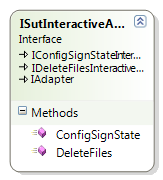 ISutInteractiveA...
Interface
IConfigSignStateInter...
IDeleteFilesInteractive...
IAdapter
Methods
ConfigSignState
DeleteFiles